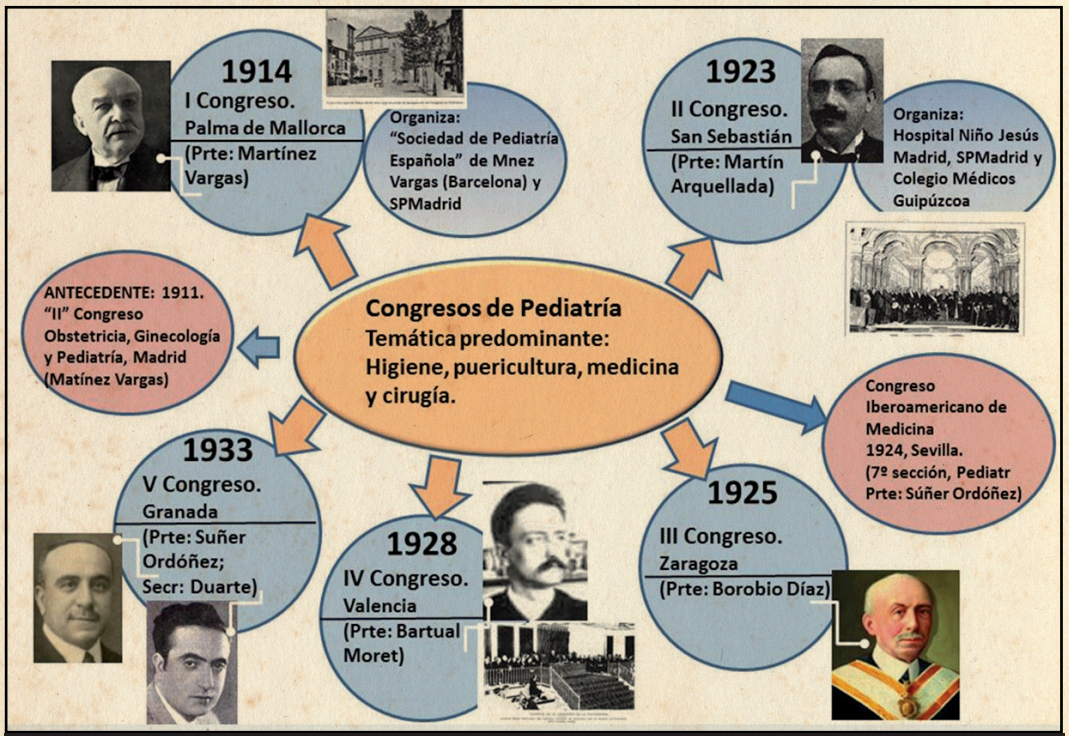 1914
I Congreso.
Palma de Mallorca
(Prte: Martínez
Vargas)
Organiza:
“Sociedad de Pediatría
Española” de Mnez
Vargas (Barcelona) y
SPMadrid
1923
II Congreso.
San Sebastián
(Prte: Martín
Arquellada)
Organiza:
Hospital Niño Jesús
Madrid, SPMadrid y
Colegio Médicos
Guipúzcoa
ANTECEDENTE: 1911.
“II” Congreso
Obstetricia, Ginecología
y Pediatría, Madrid
(Matínez Vargas)
Congresos de Pediatría
Temática predominante:
Higiene, puericultura, medicina
y cirugía.
Congreso
Iberoamericano de
Medicina
1924, Sevilla.
(7º sección, Pediatr
Prte: Súñer Ordóñez)
1933
V Congreso.
Granada
(Prte: Suñer
Ordóñez;
Secr: Duarte)
1928
IV Congreso.
Valencia
(Prte: Bartual
Moret)
1925
III Congreso.
Zaragoza
(Prte: Borobio Díaz)